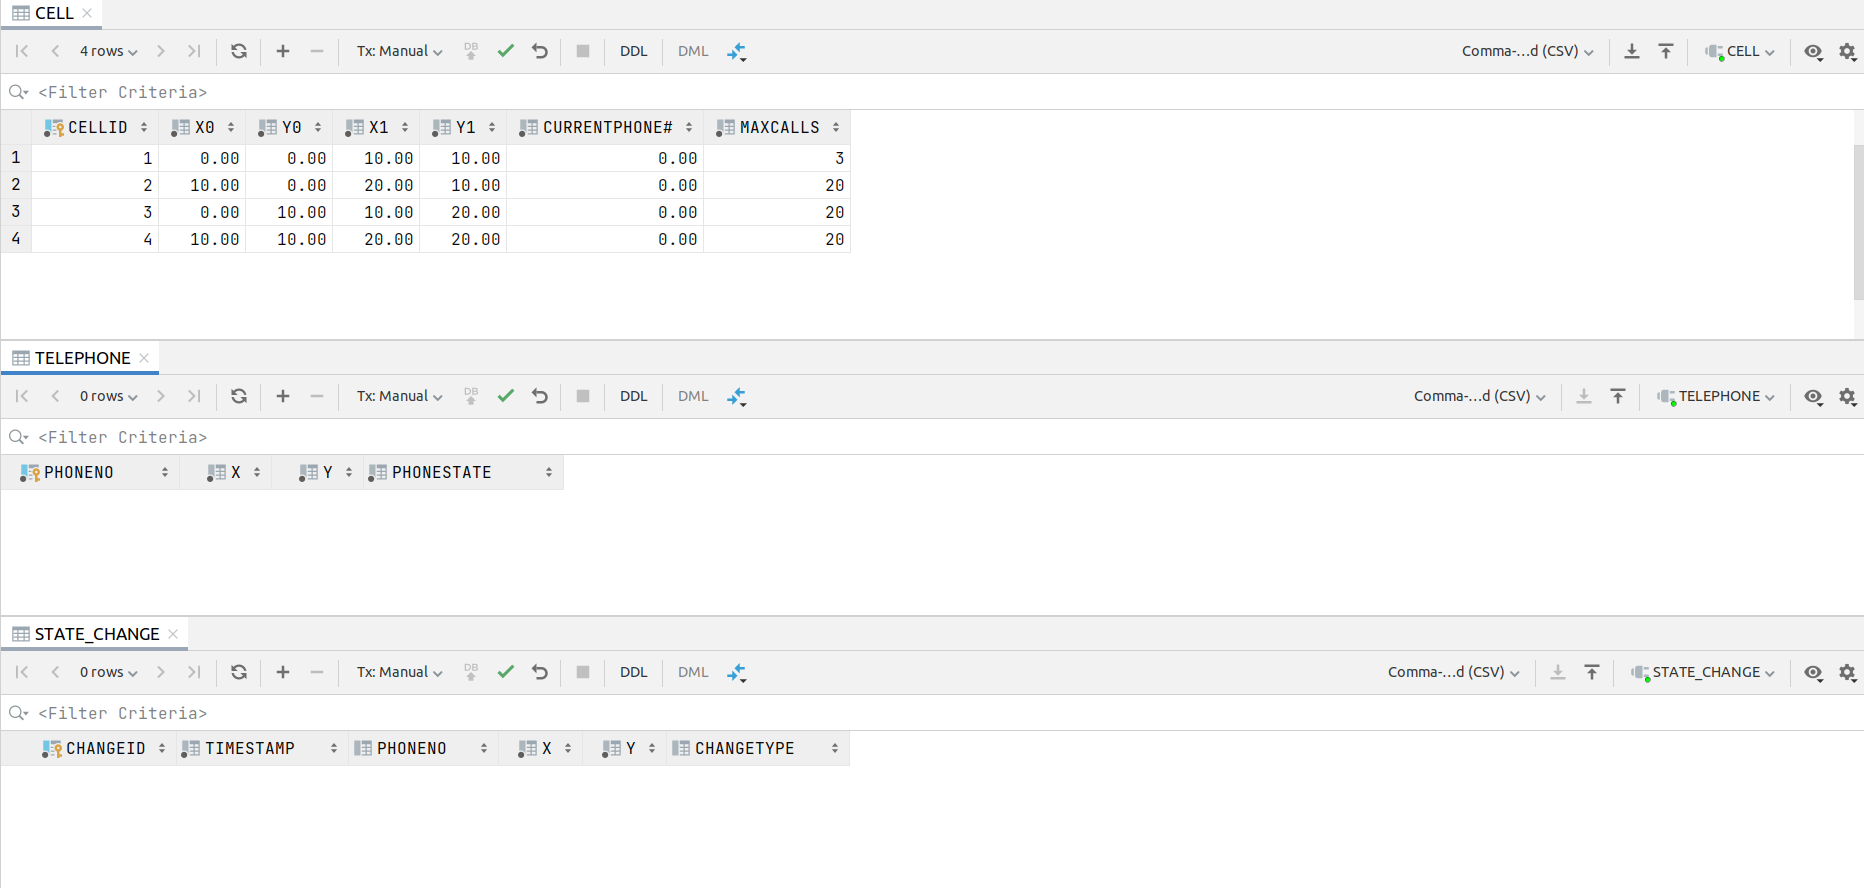 CELL
4 rows Tx: Manual DB DDL DML Comma-...d (CSV) CELL
<Filter Criteria>
CELLID X0 Y0 X1 Y1 CURRENTPHONE# MAXCALLS
1 1 0.00 0.00 10.00 10.00 0.00 3
2 2 10.00 0.00 20.00 10.00 0.00 20
3 3 0.00 10.00 10.00 20.00 0.00 20
4 4 10.00 10.00 20.00 20.00 0.00 20
TELEPHONE
0 rows Tx: Manual DB DDL DML Comma-...d (CSV) TELEPHONE
<Filter Criteria>
PHONENO X Y PHONESTATE
STATE_CHANGE
0 rows Tx: Manual DB DDL DML Comma-...d (CSV) STATE_CHANGE
<Filter Criteria>
CHANGEID TIMESTAMP PHONENO X Y CHANGETYPE